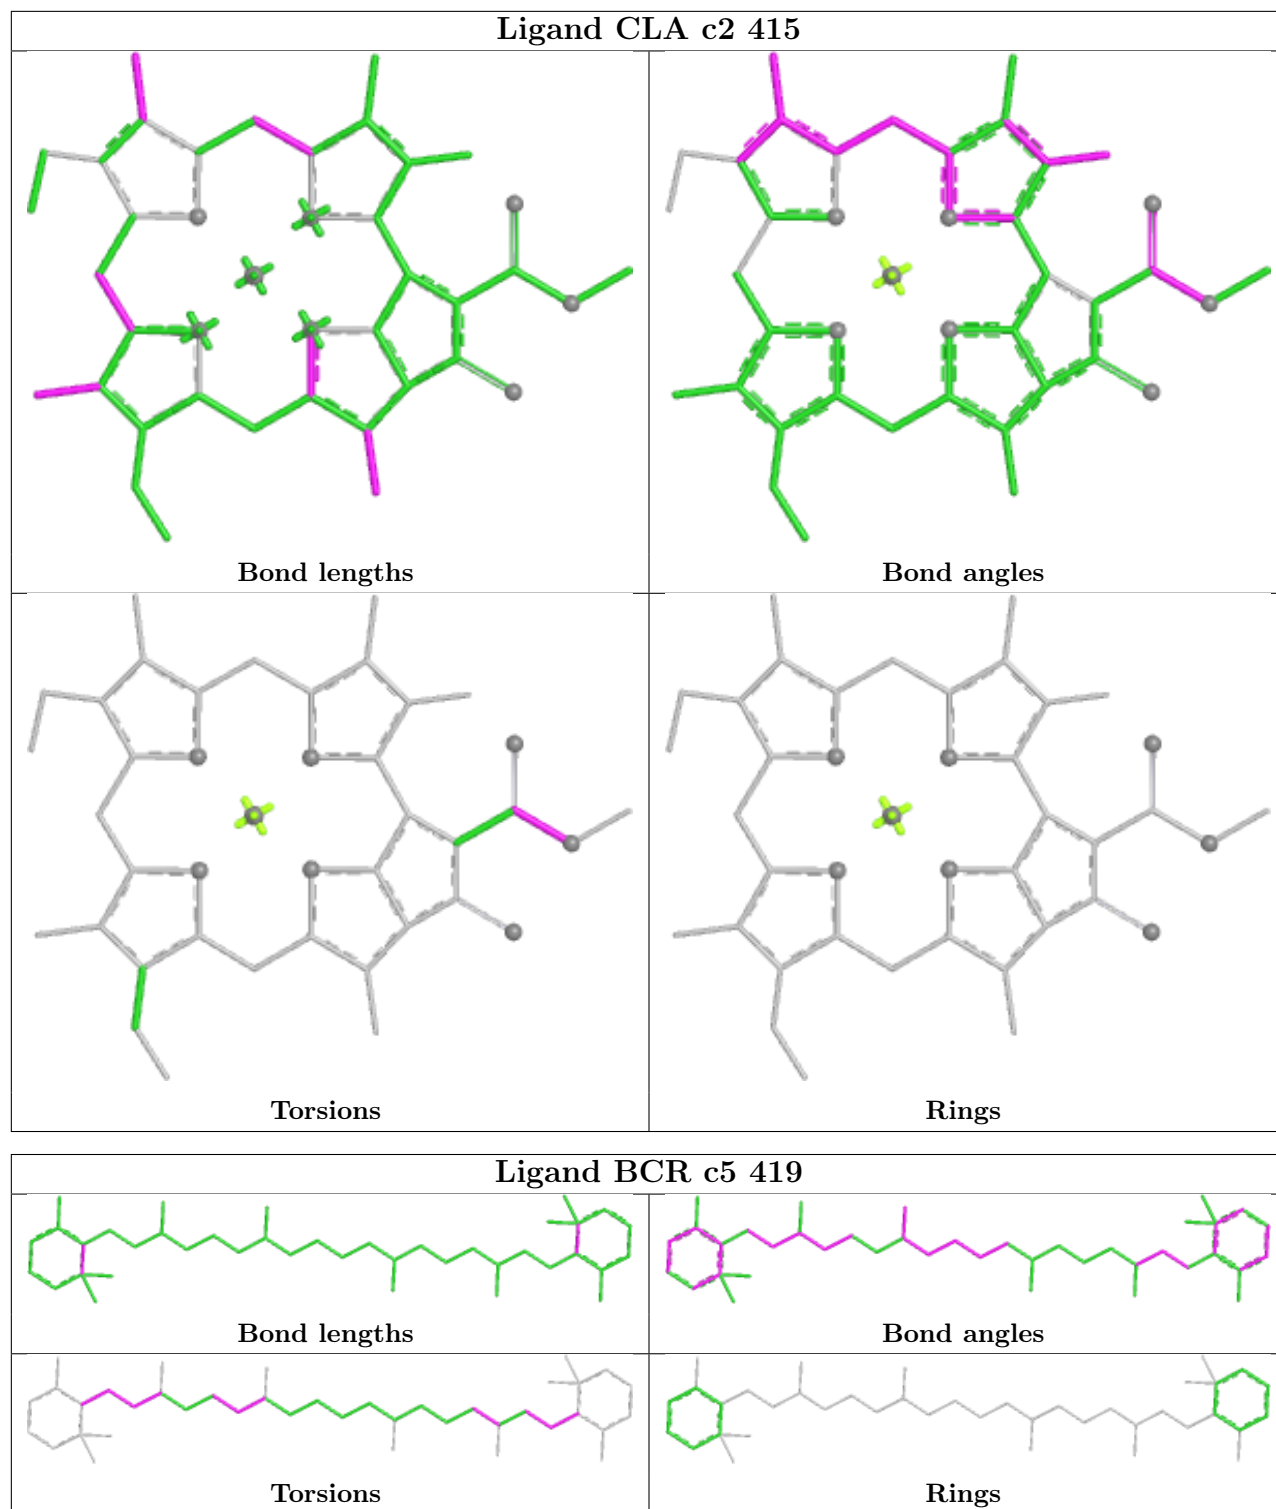 Ligand CLA c2 415
Bond lengths
Bond angles
Torsions
Rings
Ligand BCR c5 419
Bond lengths
Bond angles
Torsions
Rings